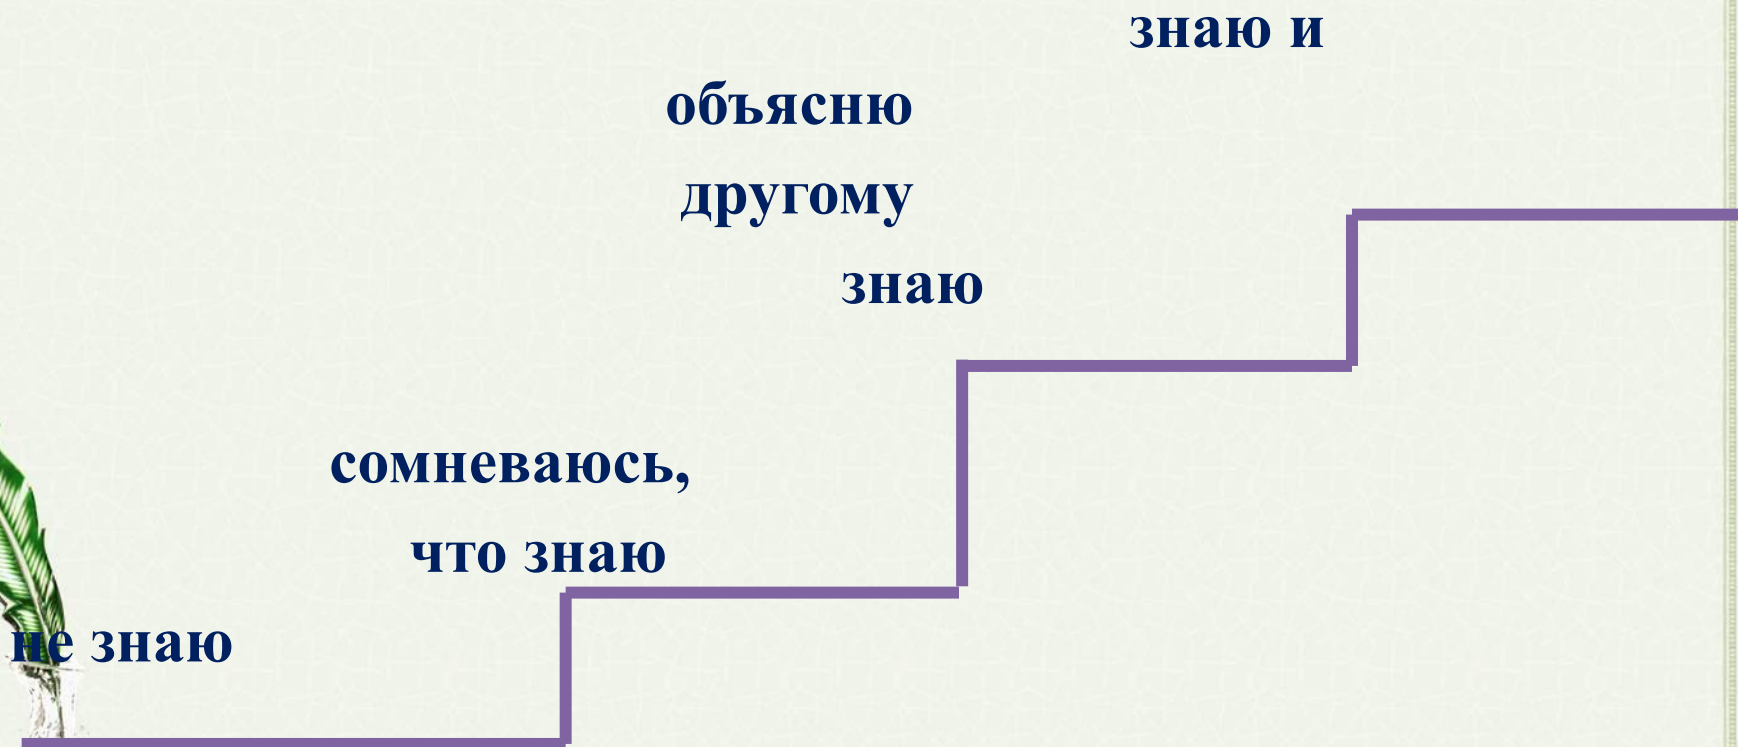 знаю и
объясню
другому
знаю
сомневаюсь,
что знаю
не знаю